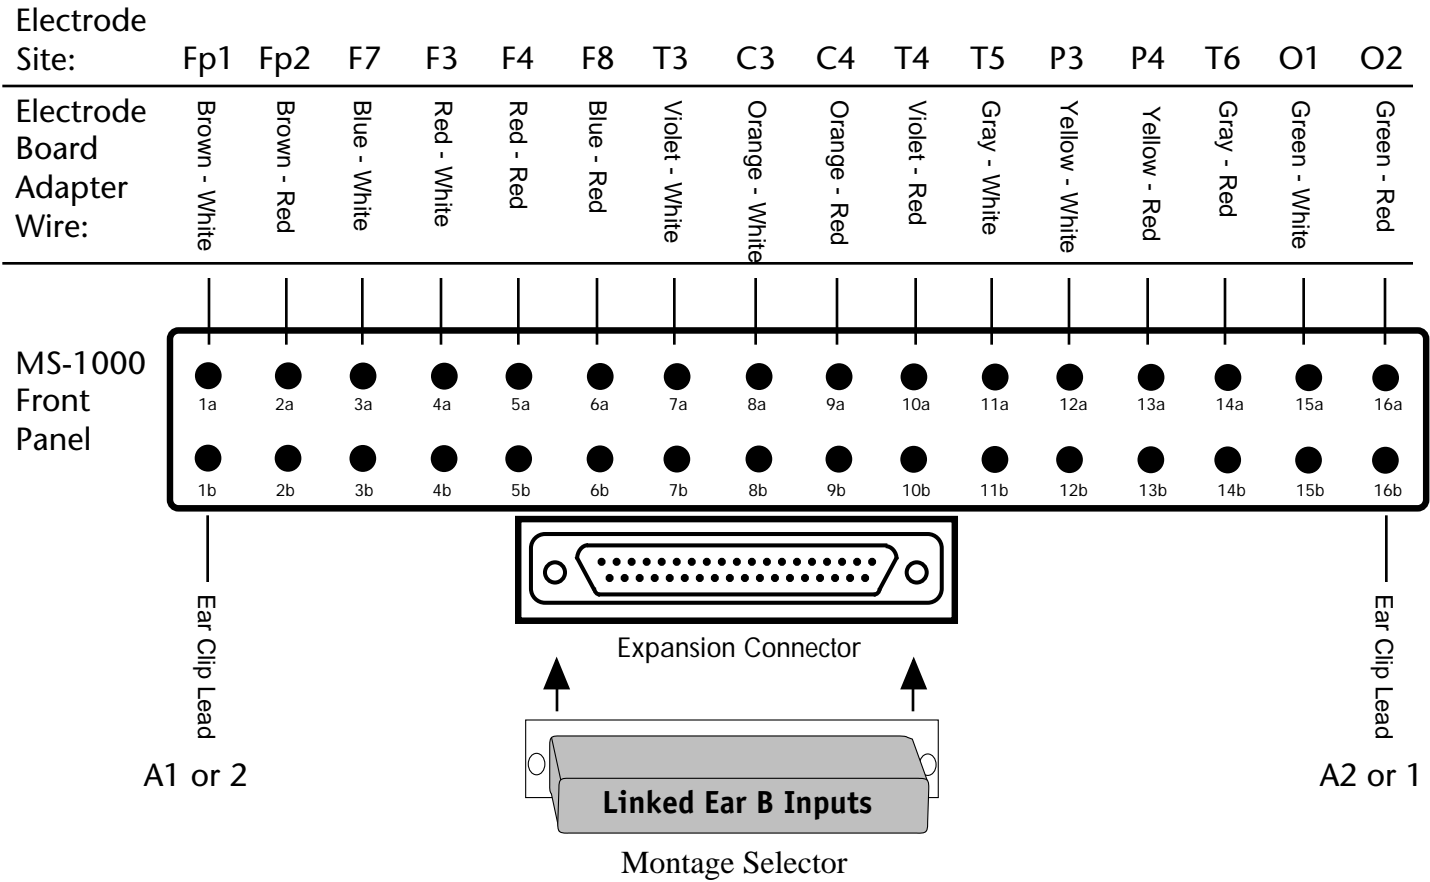 Electrode
Site: Fp1 Fp2 F7 F3 F4 F8 T3 C3 C4 T4 T5 P3 P4 T6 O1 O2
Electrode
Board
Adapter
Wire:
Brown - White
Brown - Red
Blue - White
Red - White
Red - Red
Blue - Red
Violet - White
Orange - White
Orange - Red
Violet - Red
Gray - White
Yellow - White
Yellow - Red
Gray - Red
Green - White
Green - Red
MS-1000
Front
Panel
1a 2a 3a 4a 5a 6a 7a 8a 9a 10a 11a 12a 13a 14a 15a 16a
1b 2b 3b 4b 5b 6b 7b 8b 9b 10b 11b 12b 13b 14b 15b 16b
Ear Clip Lead
A1 or 2
Expansion Connector
Ear Clip Lead
A2 or 1
Linked Ear B Inputs
Montage Selector